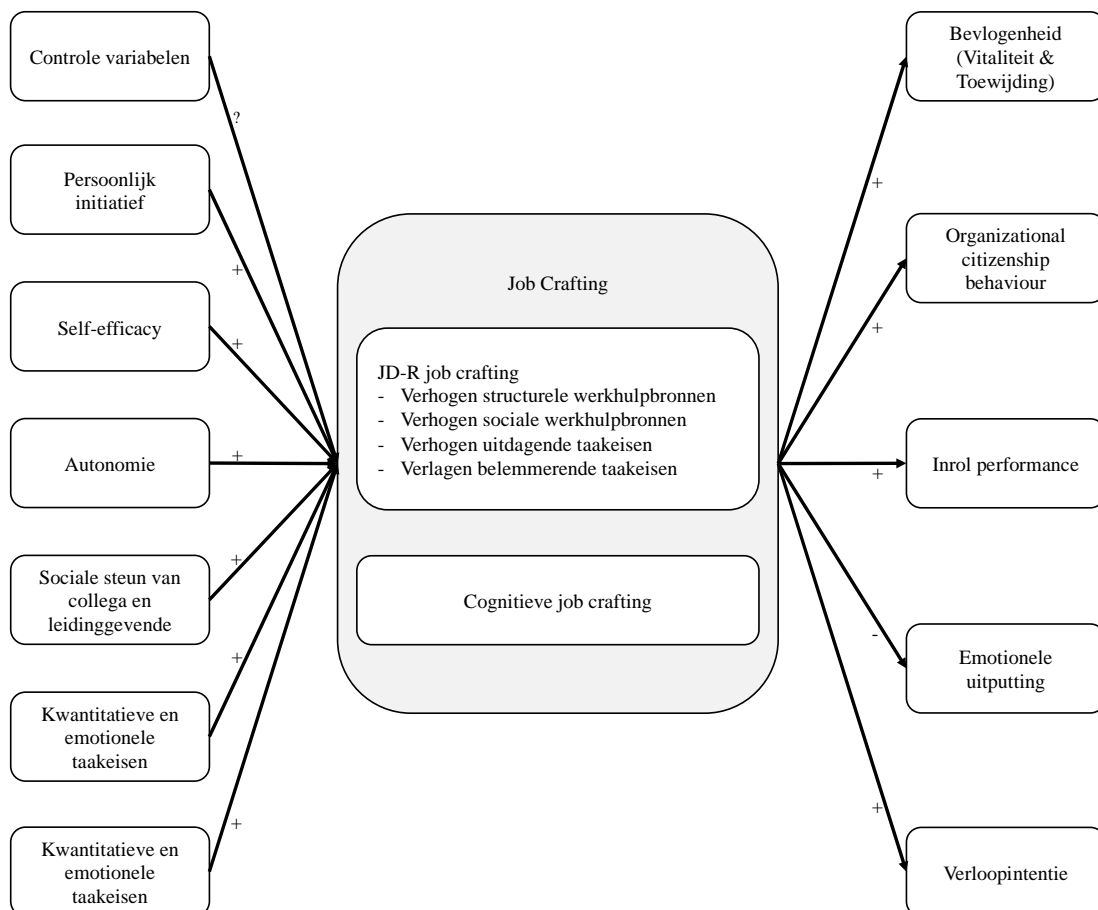 Controle variabelen
?
Persoonlijk
initiatief
+
Self-efficacy
+
Autonomie
+
Sociale steun van
collega en
leidinggevende
+
Kwantitatieve en
emotionele
taakeisen
+
Kwantitatieve en
emotionele
taakeisen
+
Job Crafting
JD-R job crafting
- Verhogen structurele werkhulpbronnen
- Verhogen sociale werkhulpbronnen
- Verhogen uitdagende taakeisen
- Verlagen belemmerende taakeisen
Cognitieve job crafting
Bevlogenheid
(Vitaliteit &
Toewijding)
+
Organizational
citizenship
behaviour
+
Inrol performance
+
Emotionele
uitputting
-
Verloopintentie
+